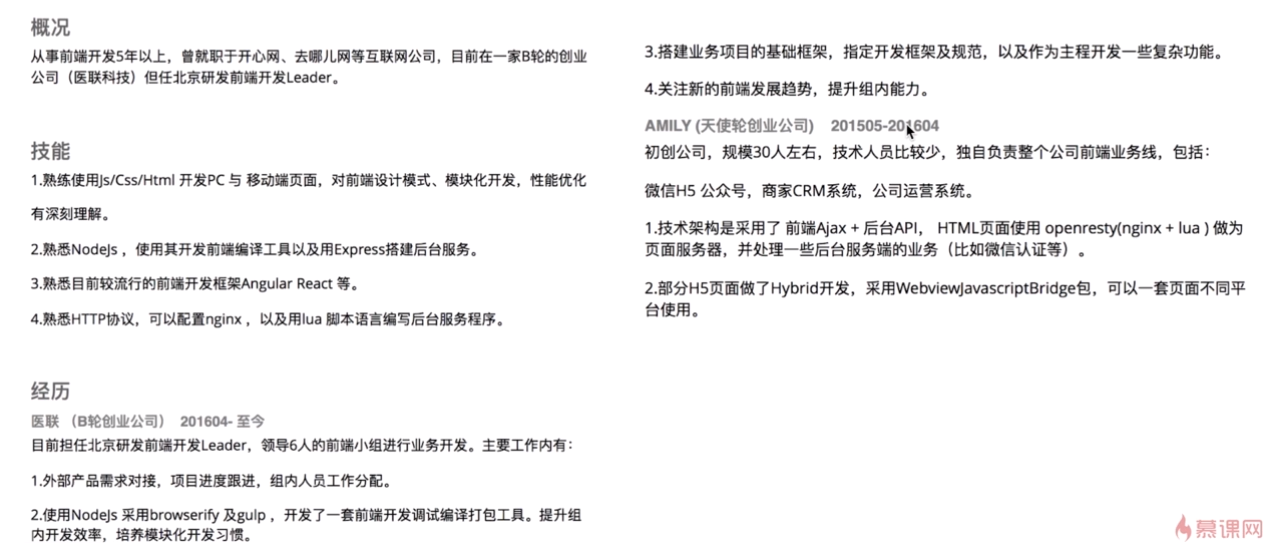 概况
从事前端开发5年以上，曾就职于开心网、去哪儿网等互联网公司，目前在一家B轮的创业
公司（医联科技）但任北京研发前端开发Leader。
技能
1.熟练使用Js/Css/Html 开发PC 与 移动端页面，对前端设计模式、模块化开发，性能优化
有深刻理解。
2.熟悉NodeJs ，使用其开发前端编译工具以及用Express搭建后台服务。
3.熟悉目前较流行的前端开发框架Angular React 等。
4.熟悉HTTP协议，可以配置nginx ，以及用lua 脚本语言编写后台服务程序。
经历
医联 （B轮创业公司） 201604- 至今
目前担任北京研发前端开发Leader，领导6人的前端小组进行业务开发。主要工作内有：
1.外部产品需求对接，项目进度跟进，组内人员工作分配。
2.使用NodeJs 采用browserify 及gulp ，开发了一套前端开发调试编译打包工具。提升组
内开发效率，培养模块化开发习惯。
3.搭建业务项目的基础框架，指定开发框架及规范，以及作为主程开发一些复杂功能。
4.关注新的前端发展趋势，提升组内能力。
AMILY (天使轮创业公司) 201505-201604
初创公司，规模30人左右，技术人员比较少，独自负责整个公司前端业务线，包括：
微信H5 公众号，商家CRM系统，公司运营系统。
1.技术架构是采用了 前端Ajax + 后台API， HTML页面使用 openresty(nginx + lua ) 做为
页面服务器，并处理一些后台服务端的业务（比如微信认证等）。
2.部分H5页面做了Hybrid开发，采用WebviewJavascriptBridge包，可以一套页面不同平
台使用。
慕课网